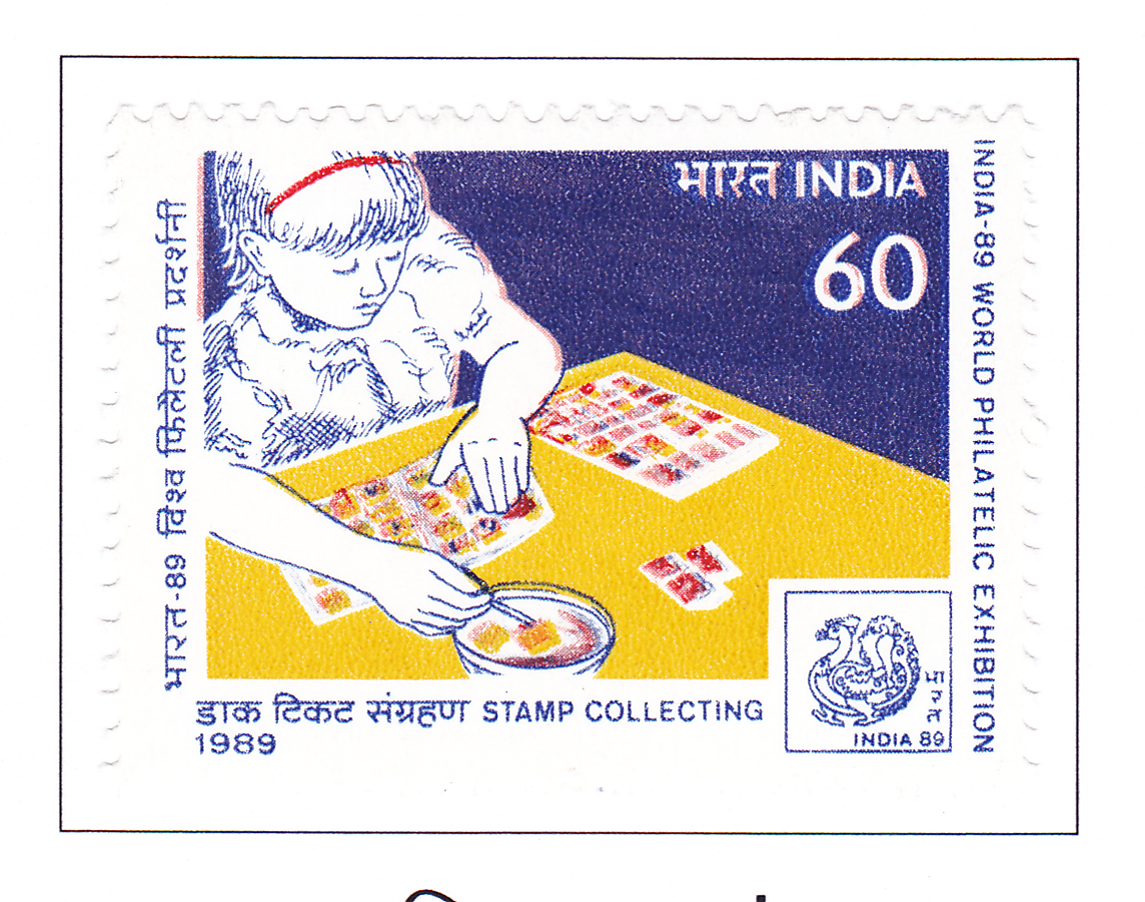 भारत INDIA
60
भारत-89 विश्व फिलेटली प्रदर्शनी
INDIA-89 WORLD PHILATELIC EXHIBITION
डाक टिकट संग्रहण STAMP COLLECTING
1989
भारत
INDIA 89